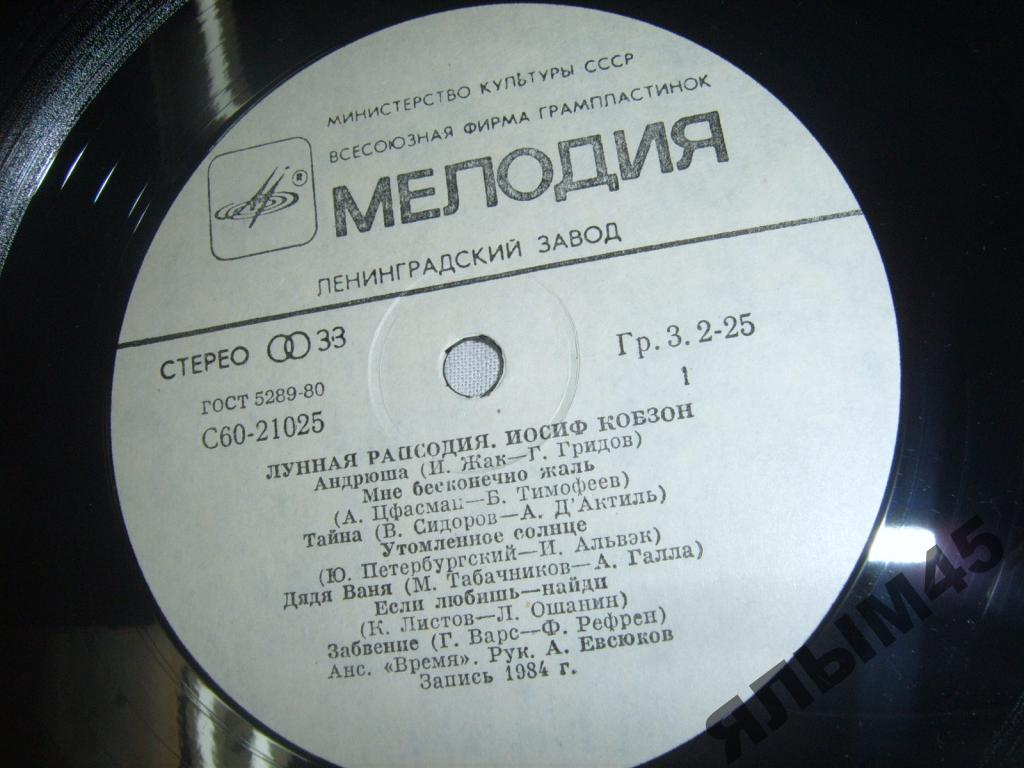 МИНИСТЕРСТВО КУЛЬТУРЫ СССР
ВСЕСОЮЗНАЯ ФИРМА ГРАМПЛАСТИНОК
®
МЕЛОДИЯ
ЛЕНИНГРАДСКИЙ ЗАВОД
СТЕРЕО 33
ГОСТ 5289-80
С60-21025
Гр. 3. 2-25
1
ЛУННАЯ РАПСОДИЯ. ИОСИФ КОБЗОН
Андрюша (И. Жак—Г. Гридов)
Мне бесконечно жаль
(А. Цфасман—Б. Тимофеев)
Тайна (В. Сидоров—А. Д'Актиль)
Утомленное солнце
(Ю. Петербургский—И. Альвэк)
Дядя Ваня (М. Табачников—А. Галла)
Если любишь—найди
(К. Листов—Л. Ошанин)
Забвение (Г. Варс—Ф. Рефрен)
Анс. «Время». Рук. А. Евсюков
Запись 1984 г.
ЯЛЫМ45